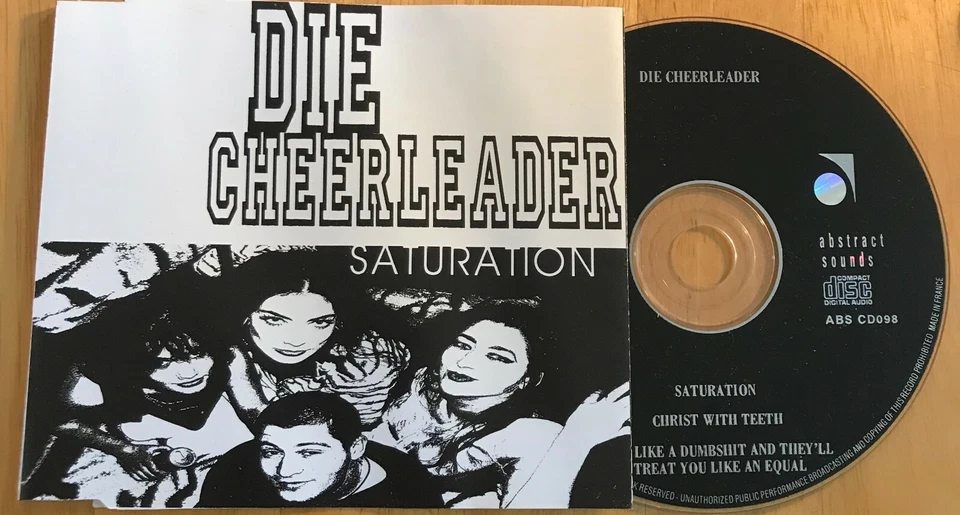 DIE
CHEERLEADER
SATURATION
DIE CHEERLEADER
abstract
sounds
COMPACT
disc
DIGITAL AUDIO
ABS CD098
SATURATION
CHRIST WITH TEETH
LIKE A DUMBSHIT AND THEY'LL
TREAT YOU LIKE AN EQUAL
RESERVED - UNAUTHORIZED PUBLIC PERFORMANCE BROADCASTING AND COPYING OF THIS RECORD PROHIBITED MADE IN FRANCE